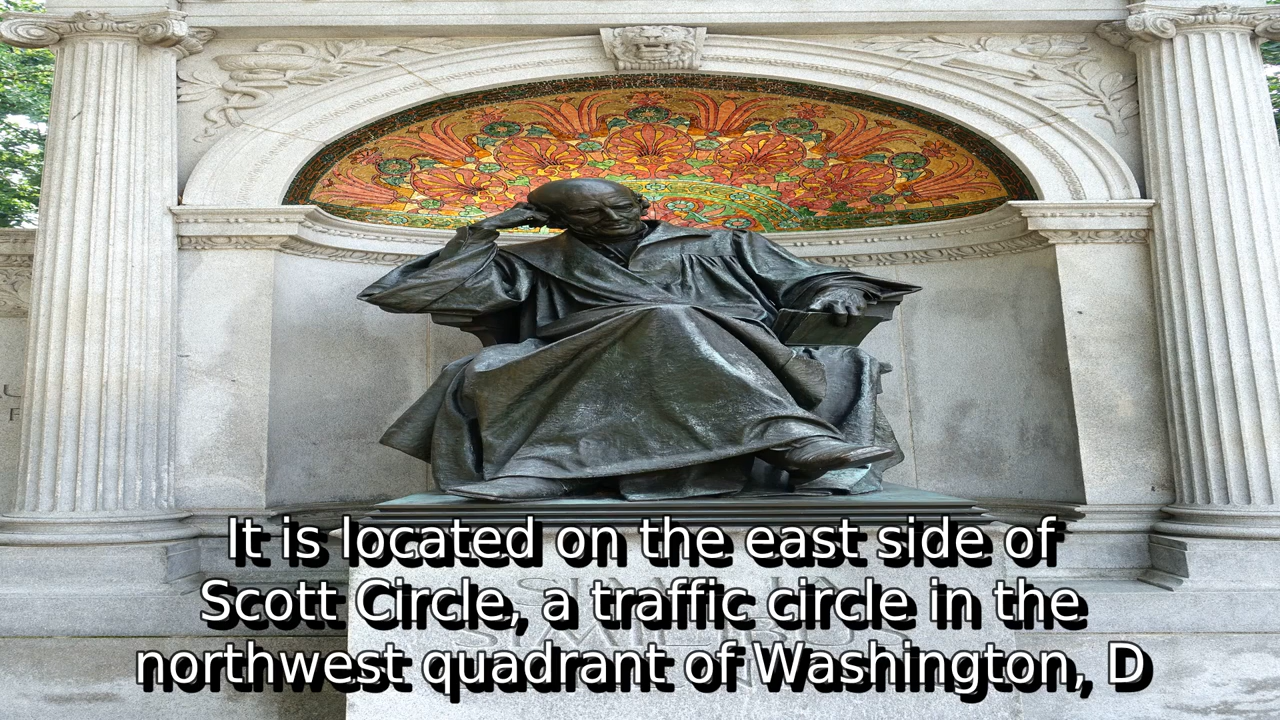 It is located on the east side of
Scott Circle, a traffic circle in the
northwest quadrant of Washington, D